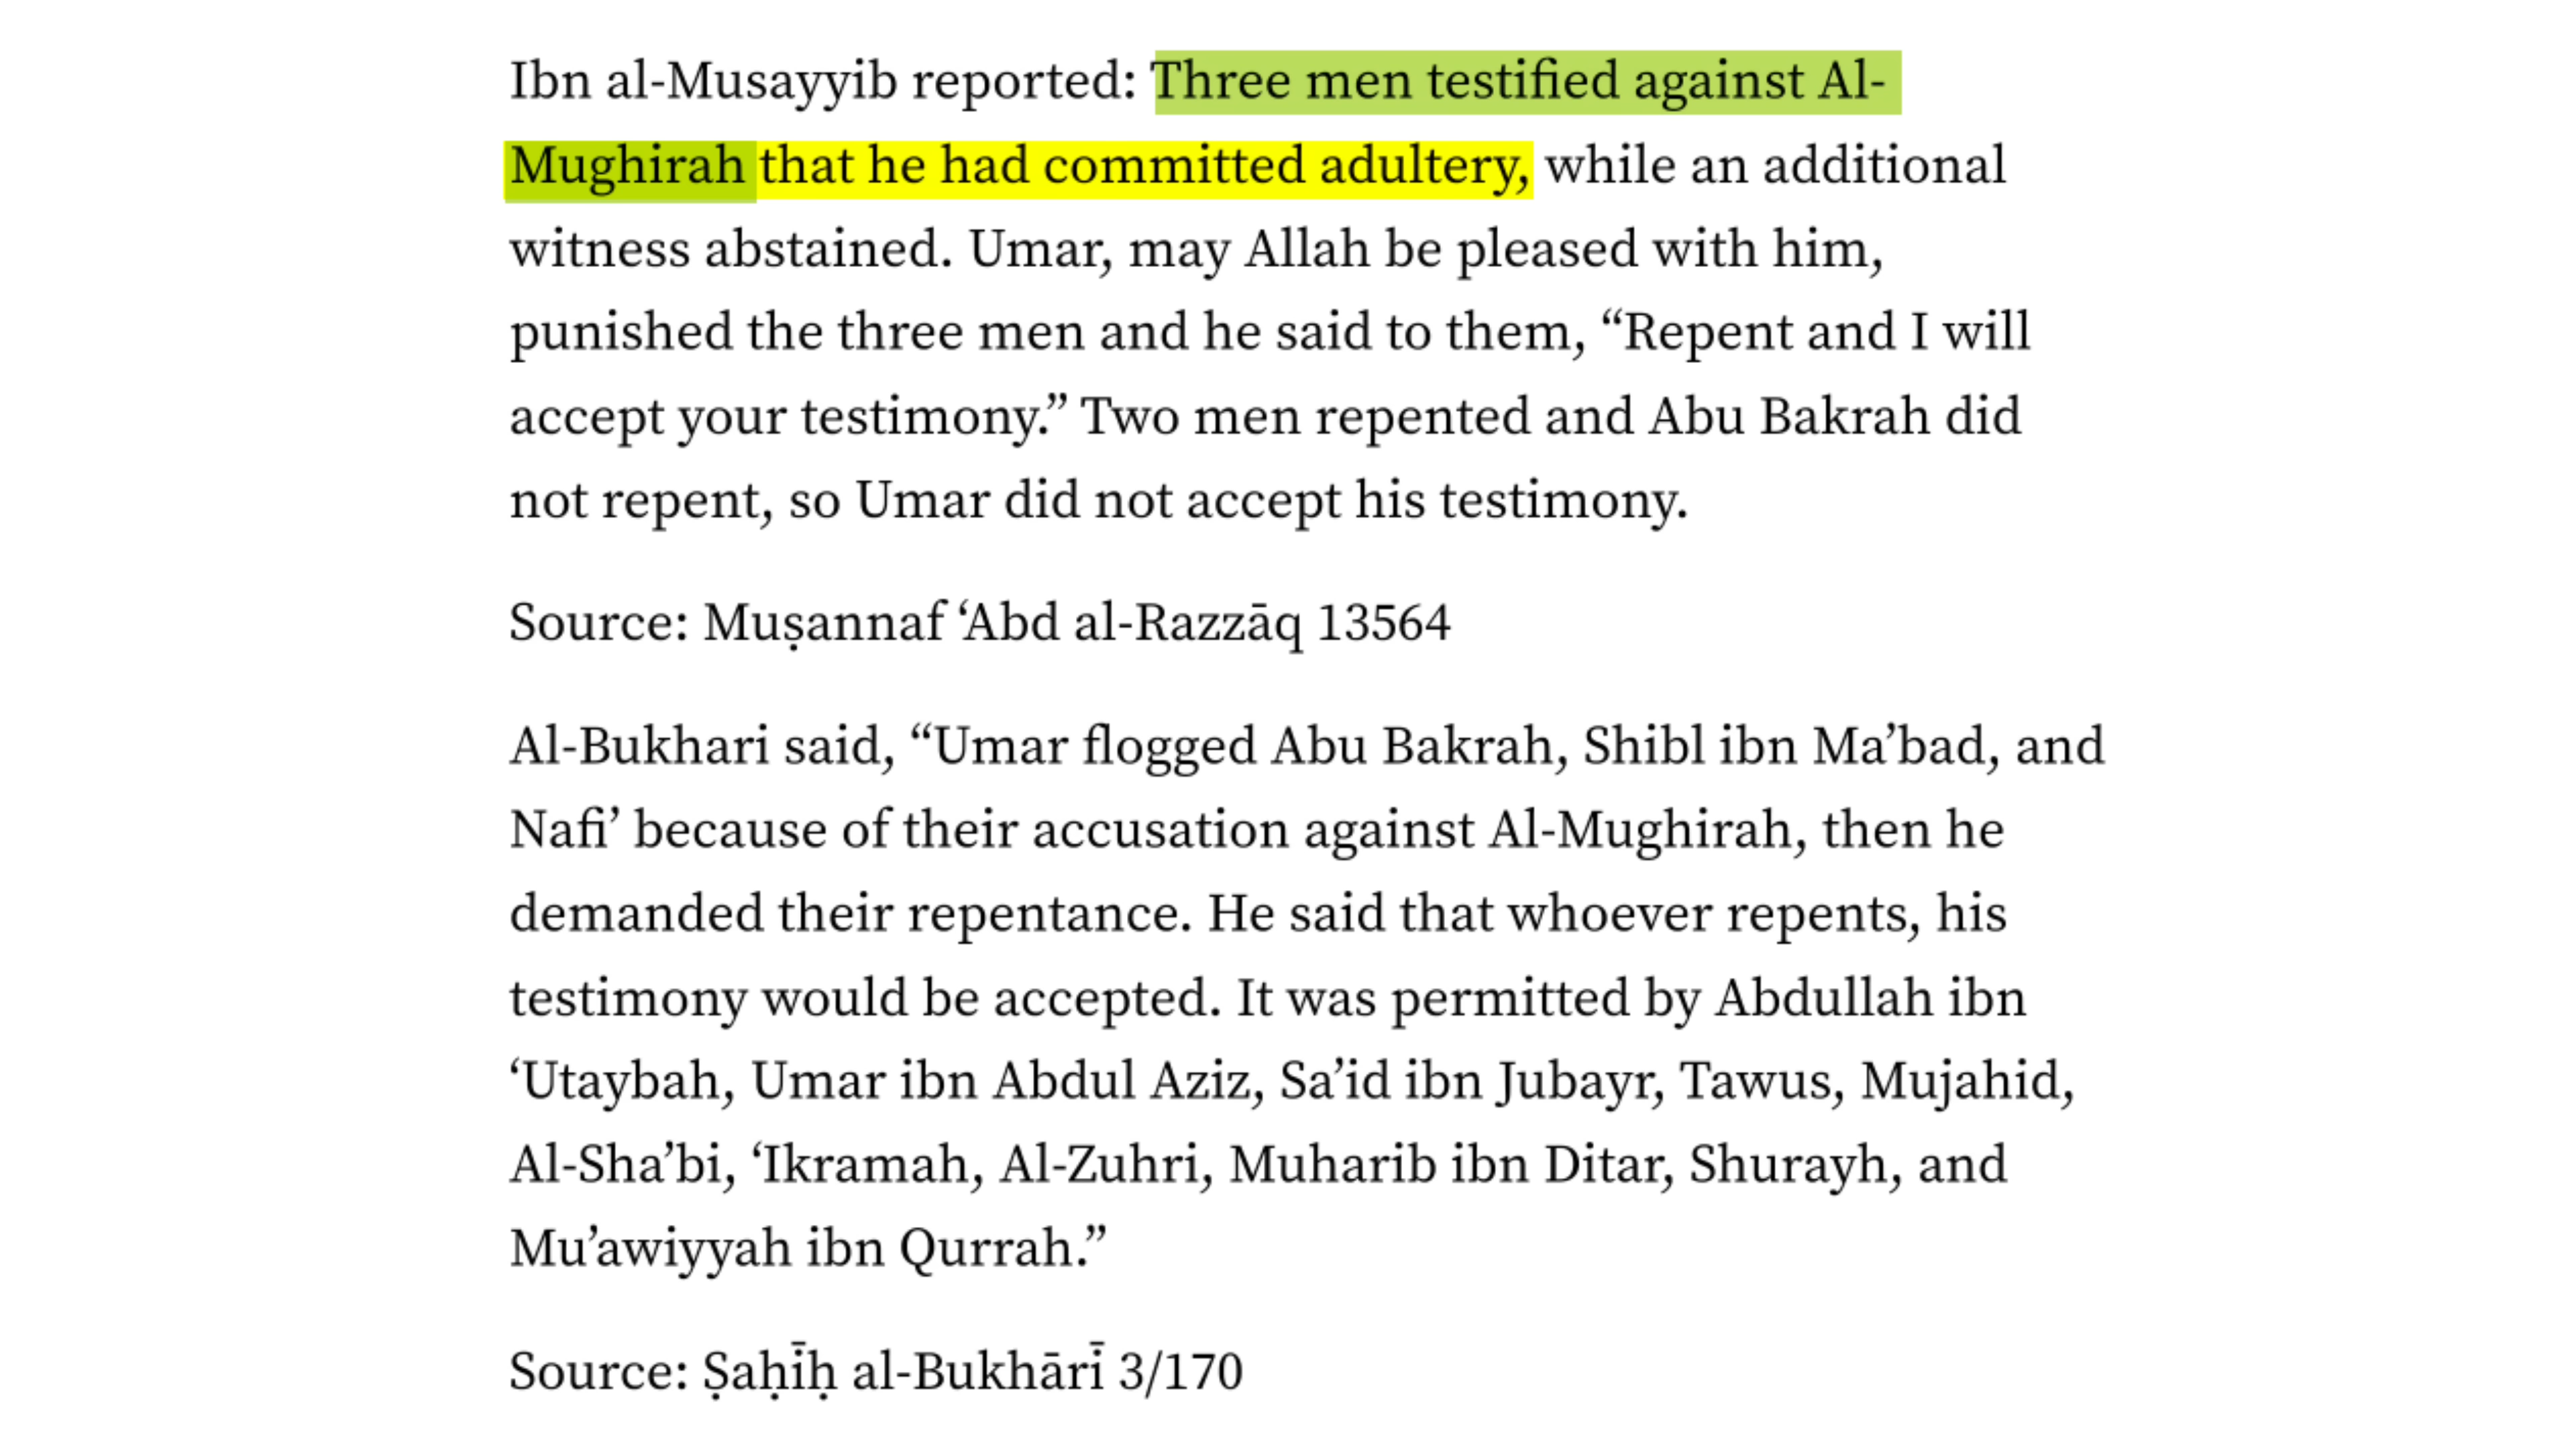 Ibn al-Musayyib reported: Three men testified against Al-
Mughirah that he had committed adultery, while an additional
witness abstained. Umar, may Allah be pleased with him,
punished the three men and he said to them, “Repent and I will
accept your testimony.” Two men repented and Abu Bakrah did
not repent, so Umar did not accept his testimony.
Source: Muṣannaf ‘Abd al-Razzāq 13564
Al-Bukhari said, “Umar flogged Abu Bakrah, Shibl ibn Ma’bad, and
Nafi’ because of their accusation against Al-Mughirah, then he
demanded their repentance. He said that whoever repents, his
testimony would be accepted. It was permitted by Abdullah ibn
‘Utaybah, Umar ibn Abdul Aziz, Sa’id ibn Jubayr, Tawus, Mujahid,
Al-Sha’bi, ‘Ikramah, Al-Zuhri, Muharib ibn Ditar, Shurayh, and
Mu’awiyyah ibn Qurrah.”
Source: Ṣaḥīḥ al-Bukhārī 3/170